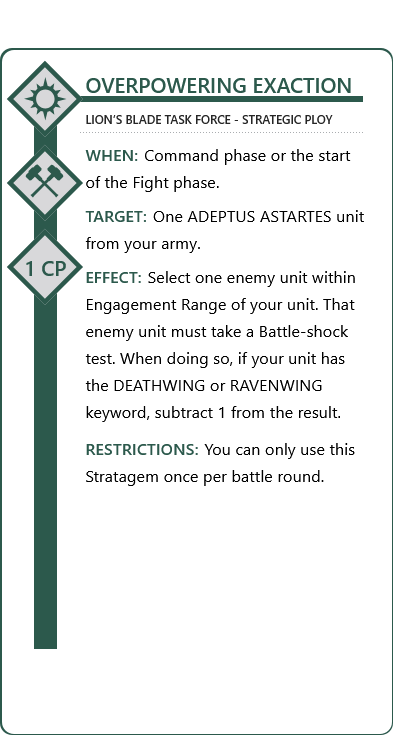 OVERPOWERING EXACTION
LION'S BLADE TASK FORCE - STRATEGIC PLOY
WHEN: Command phase or the start
of the Fight phase.
TARGET: One ADEPTUS ASTARTES unit
from your army.
1 CP
EFFECT: Select one enemy unit within
Engagement Range of your unit. That
enemy unit must take a Battle-shock
test. When doing so, if your unit has
the DEATHWING or RAVENWING
keyword, subtract 1 from the result.
RESTRICTIONS: You can only use this
Stratagem once per battle round.